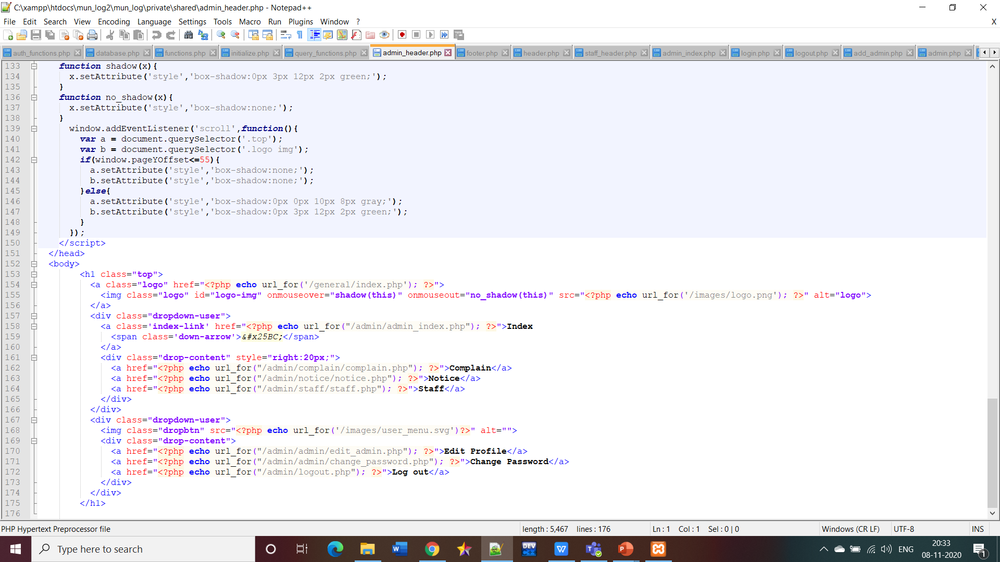 C:\xampp\htdocs\mun_log2\mun_log\private\shared\admin_header.php - Notepad++
File Edit Search View Encoding Language Settings Tools Macro Run Plugins Window ? X
auth_functions.php database.php functions.php initialize.php query_functions.php admin_header.php footer.php header.php staff_header.php admin_index.php login.php logout.php add_admin.php admin.php
133 function shadow(x){
134 x.setAttribute('style','box-shadow:0px 3px 12px 2px green;');
135 }
136 function no_shadow(x){
137 x.setAttribute('style','box-shadow:none;');
138 }
139 window.addEventListener('scroll',function(){
140 var a = document.querySelector('.top');
141 var b = document.querySelector('.logo img');
142 if(window.pageYOffset<=55){
143 a.setAttribute('style','box-shadow:none;');
144 b.setAttribute('style','box-shadow:none;');
145 }else{
146 a.setAttribute('style','box-shadow:0px 0px 10px 8px gray;');
147 b.setAttribute('style','box-shadow:0px 3px 12px 2px green;');
148 }
149 });
150 </script>
151 </head>
152 <body>
153 <h1 class="top">
154 <a class="logo" href="<?php echo url_for('/general/index.php'); ?>">
155 <img class="logo" id="logo-img" onmouseover="shadow(this)" onmouseout="no_shadow(this)" src="<?php echo url_for('/images/logo.png'); ?>" alt="logo">
156 </a>
157 <div class="dropdown-user">
158 <a class='index-link' href="<?php echo url_for("/admin/admin_index.php"); ?>">Index
159 <span class='down-arrow'>&#x25BC;</span>
160 </a>
161 <div class="drop-content" style="right:20px;">
162 <a href="<?php echo url_for("/admin/complain/complain.php"); ?>">Complain</a>
163 <a href="<?php echo url_for("/admin/notice/notice.php"); ?>">Notice</a>
164 <a href="<?php echo url_for("/admin/staff/staff.php"); ?>">Staff</a>
165 </div>
166 </div>
167 <div class="dropdown-user">
168 <img class="dropbtn" src="<?php echo url_for('/images/user_menu.svg')?>" alt="">
169 <div class="drop-content">
170 <a href="<?php echo url_for("/admin/admin/edit_admin.php"); ?>">Edit Profile</a>
171 <a href="<?php echo url_for("/admin/admin/change_password.php"); ?>">Change Password</a>
172 <a href="<?php echo url_for("/admin/logout.php"); ?>">Log out</a>
173 </div>
174 </div>
175 </h1>
176
PHP Hypertext Preprocessor file length : 5,467 lines : 176 Ln : 1 Col : 1 Sel : 0 | 0 Windows (CR LF) UTF-8 INS
Type here to search
DEV C++
ENG
20:33
08-11-2020
1